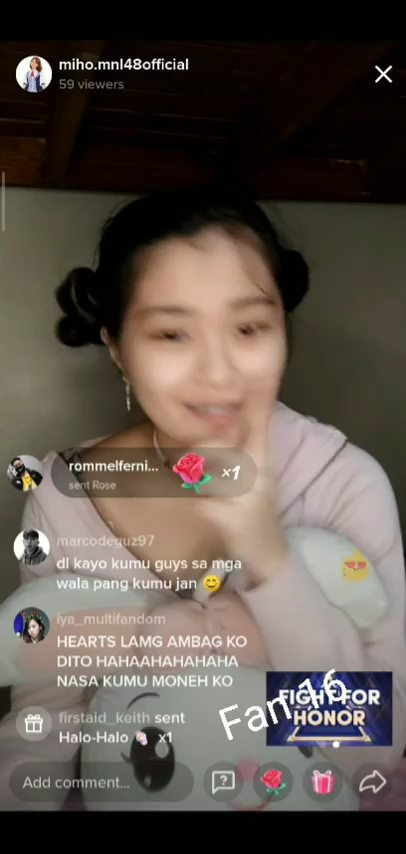 miho.mnl48official
59 viewers
rommelferni...
sent Rose
×1
marcodeguz97
dl kayo kumu guys sa mga
wala pang kumu jan 😊
iya_multifandom
HEARTS LAMG AMBAG KO
DITO HAHAAHAHAHAHA
NASA KUMU MONEH KO
firstaid_keith sent
Halo-Halo x1
Fan 16
FIGHT FOR
HONOR
Add comment...